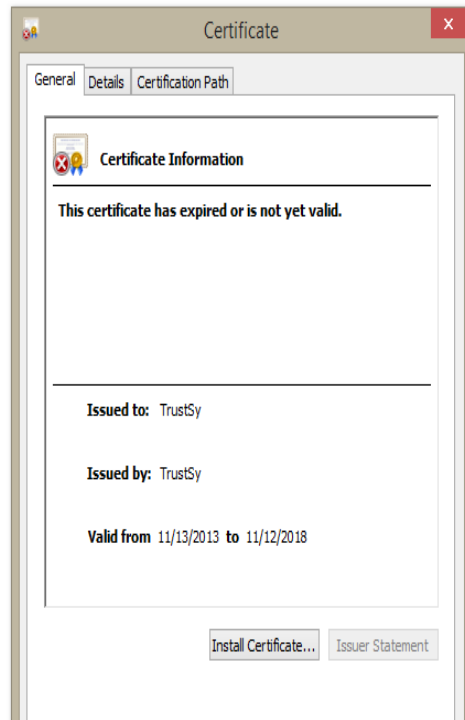 Certificate
x
General Details Certification Path
Certificate Information
This certificate has expired or is not yet valid.
Issued to: TrustSy
Issued by: TrustSy
Valid from 11/13/2013 to 11/12/2018
Install Certificate... Issuer Statement